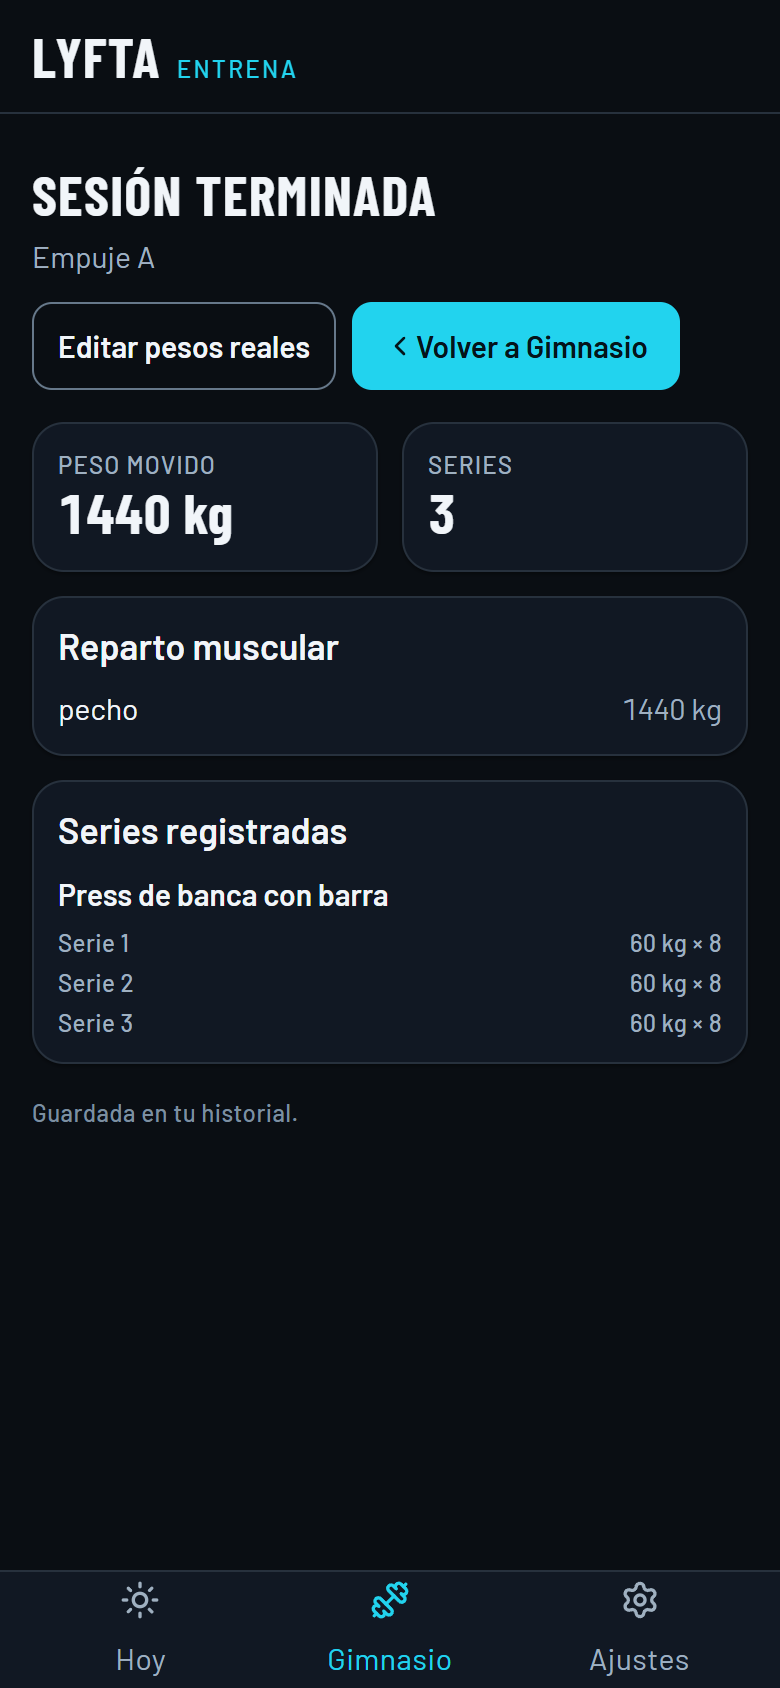 LYFTA ENTRENA
SESIÓN TERMINADA
Empuje A
Editar pesos reales
Volver a Gimnasio
PESO MOVIDO
1440 kg
SERIES
3
Reparto muscular
pecho 1440 kg
Series registradas
Press de banca con barra
Serie 1 60 kg × 8
Serie 2 60 kg × 8
Serie 3 60 kg × 8
Guardada en tu historial.
Hoy Gimnasio Ajustes